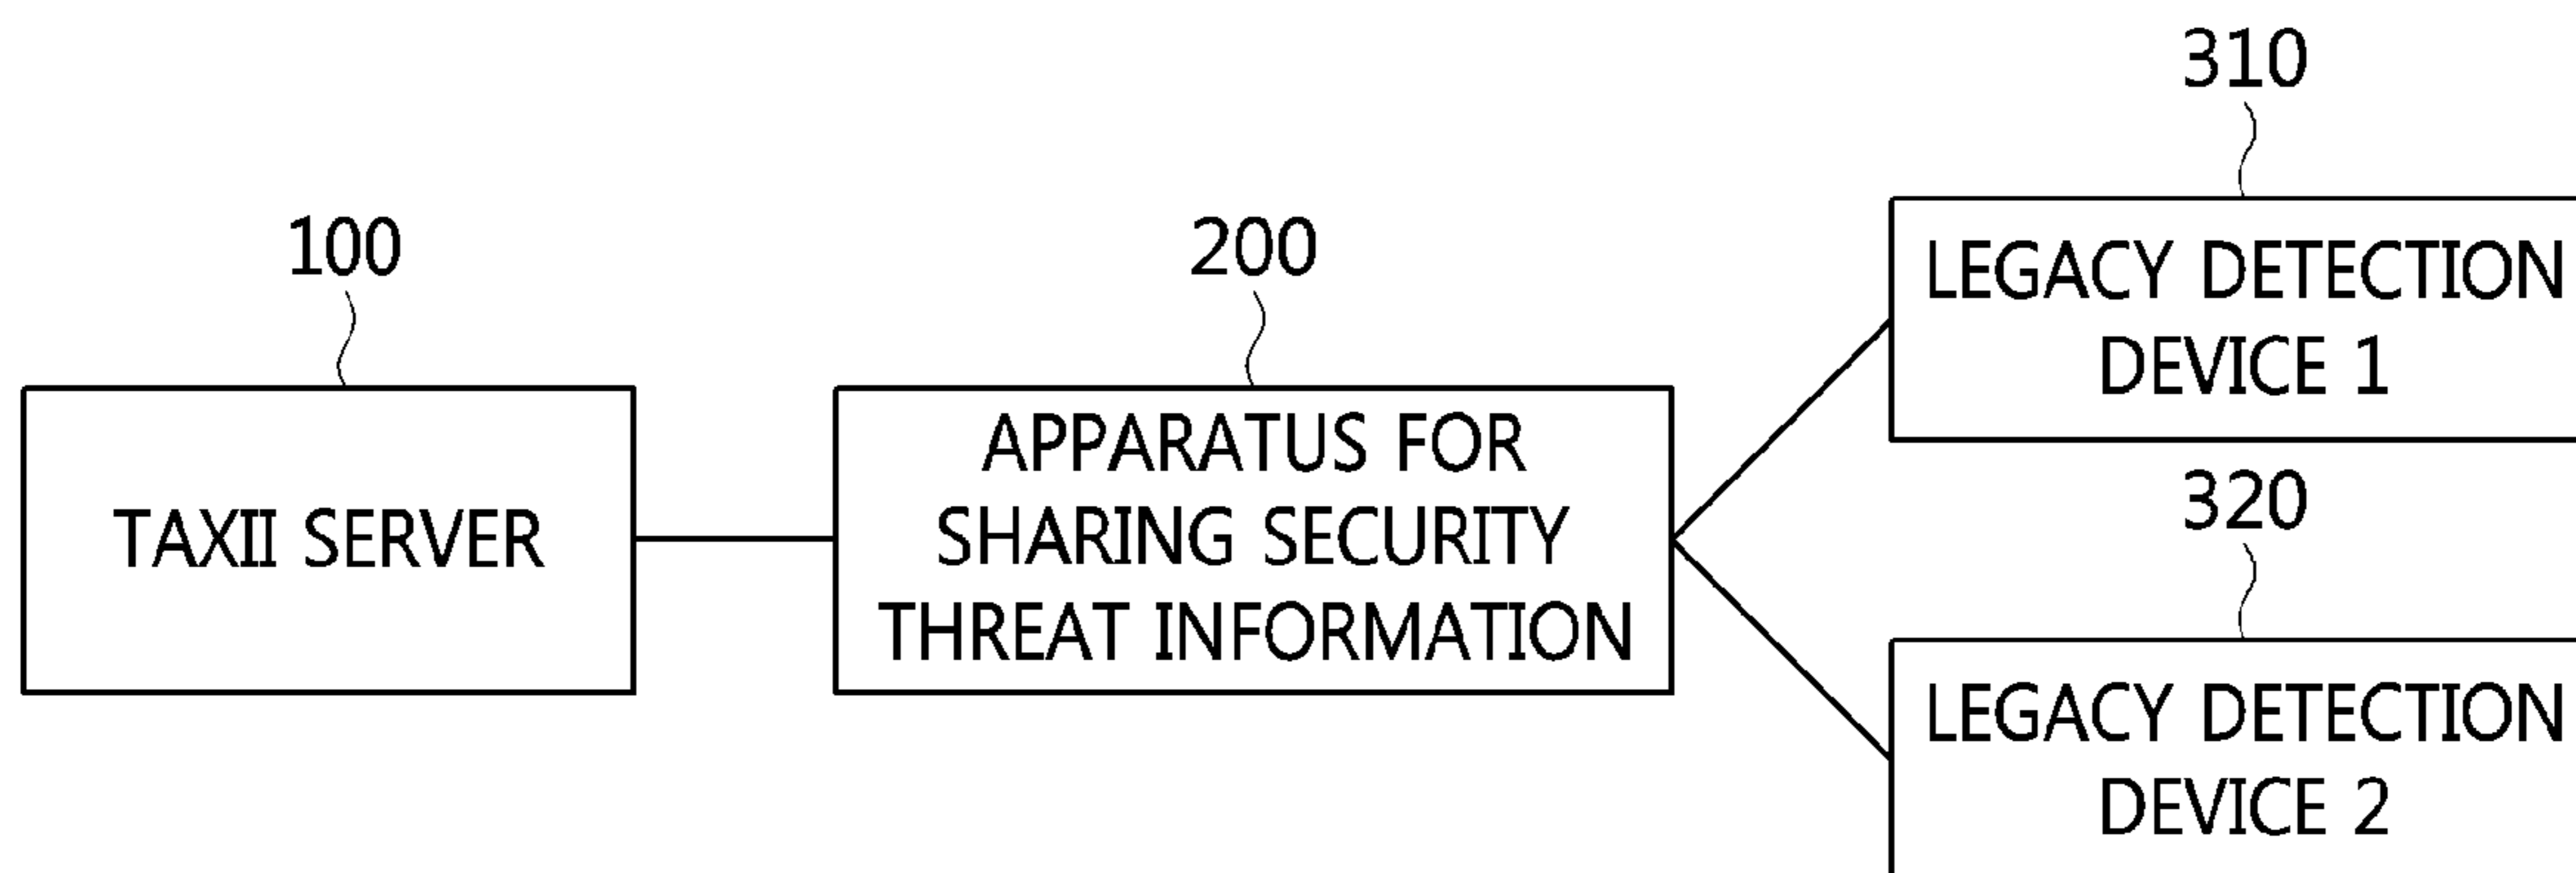 310
100
200
LEGACY DETECTION
DEVICE 1
APPARATUS FOR
TAXII SERVER
SHARING SECURITY
THREAT INFORMATION
320
LEGACY DETECTION
DEVICE 2